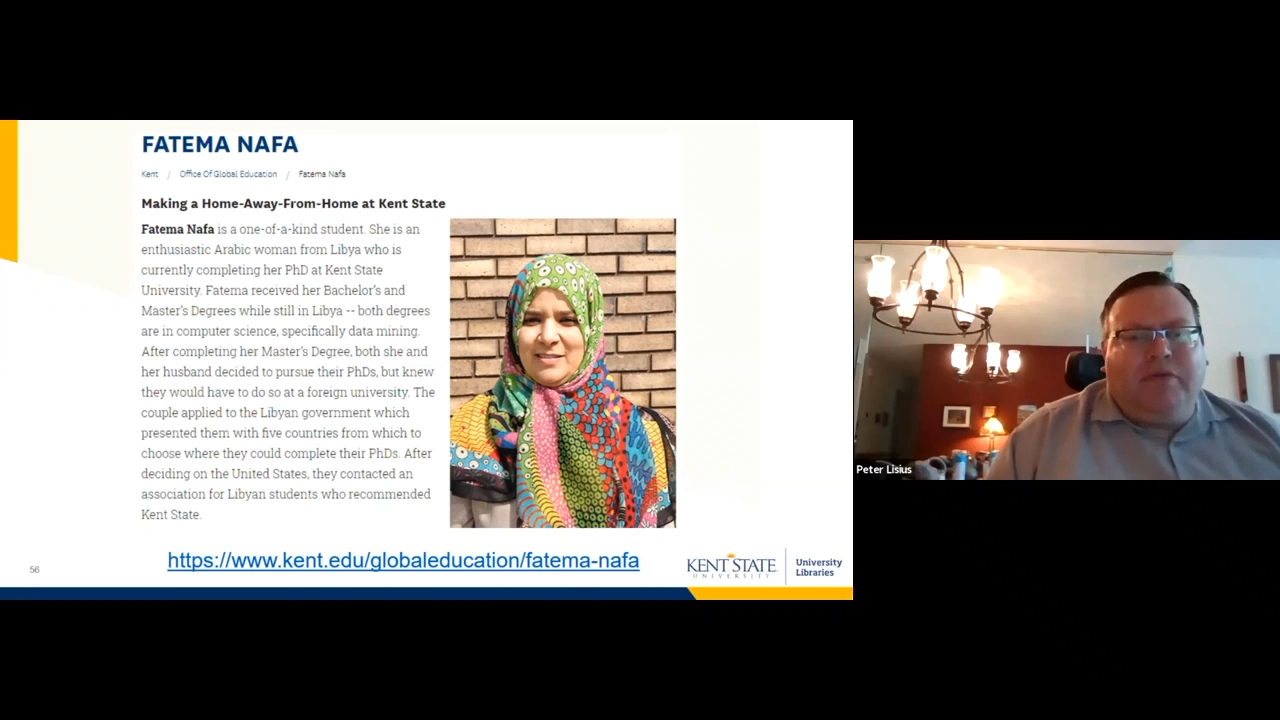 FATEMA NAFA
Kent / Office Of Global Education / Fatema Nafa
Making a Home-Away-From-Home at Kent State
Fatema Nafa is a one-of-a-kind student. She is an
enthusiastic Arabic woman from Libya who is
currently completing her PhD at Kent State
University. Fatema received her Bachelor's and
Master's Degrees while still in Libya -- both degrees
are in computer science, specifically data mining.
After completing her Master's Degree, both she and
her husband decided to pursue their PhDs, but knew
they would have to do so at a foreign university. The
couple applied to the Libyan government which
presented them with five countries from which to
choose where they could complete their PhDs. After
deciding on the United States, they contacted an
association for Libyan students who recommended
Kent State.
https://www.kent.edu/globaleducation/fatema-nafa
56
KENT STATE
UNIVERSITY
University
Libraries
Peter Lisius